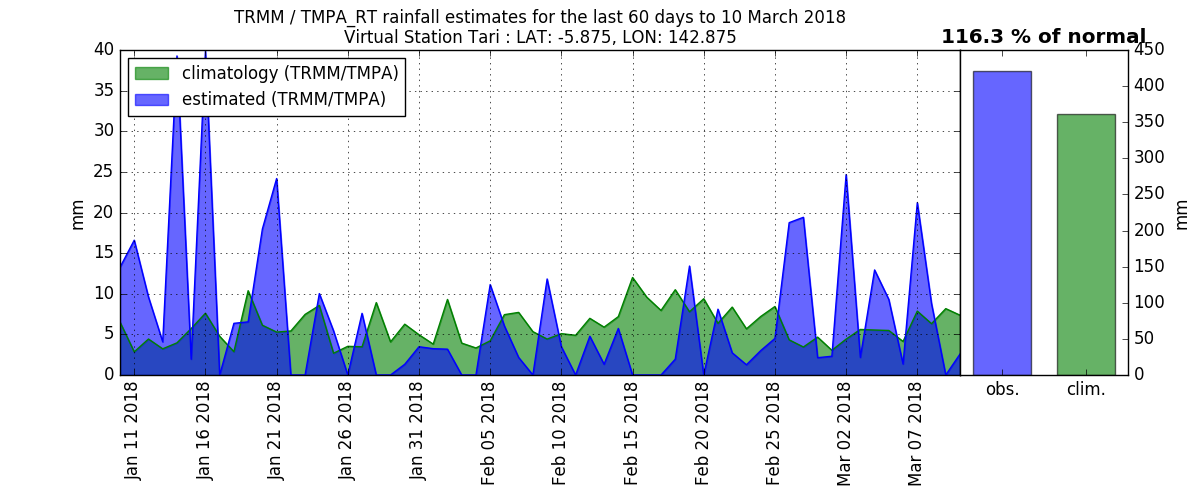 TRMM / TMPA_RT rainfall estimates for the last 60 days to 10 March 2018
Virtual Station Tari : LAT: -5.875, LON: 142.875
116.3 % of normal
climatology (TRMM/TMPA)
estimated (TRMM/TMPA)
mm
40
35
30
25
20
15
10
5
0
Jan 11 2018
Jan 16 2018
Jan 21 2018
Jan 26 2018
Jan 31 2018
Feb 05 2018
Feb 10 2018
Feb 15 2018
Feb 20 2018
Feb 25 2018
Mar 02 2018
Mar 07 2018
obs.
clim.
450
400
350
300
250
200
150
100
50
0
mm